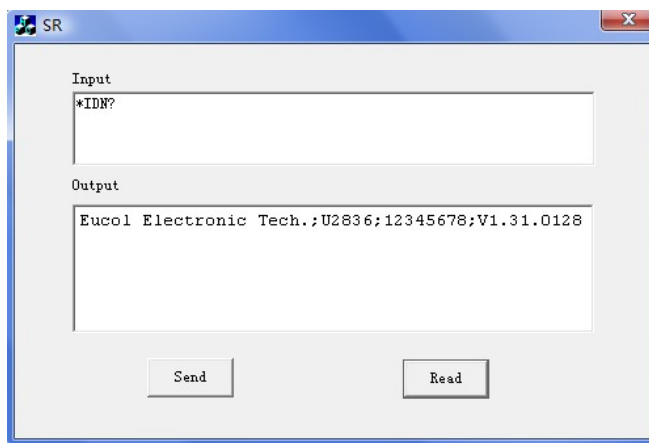 SR
Input
*IDN?
Output
Eucol Electronic Tech.;U2836;12345678;V1.31.0128
Send
Read